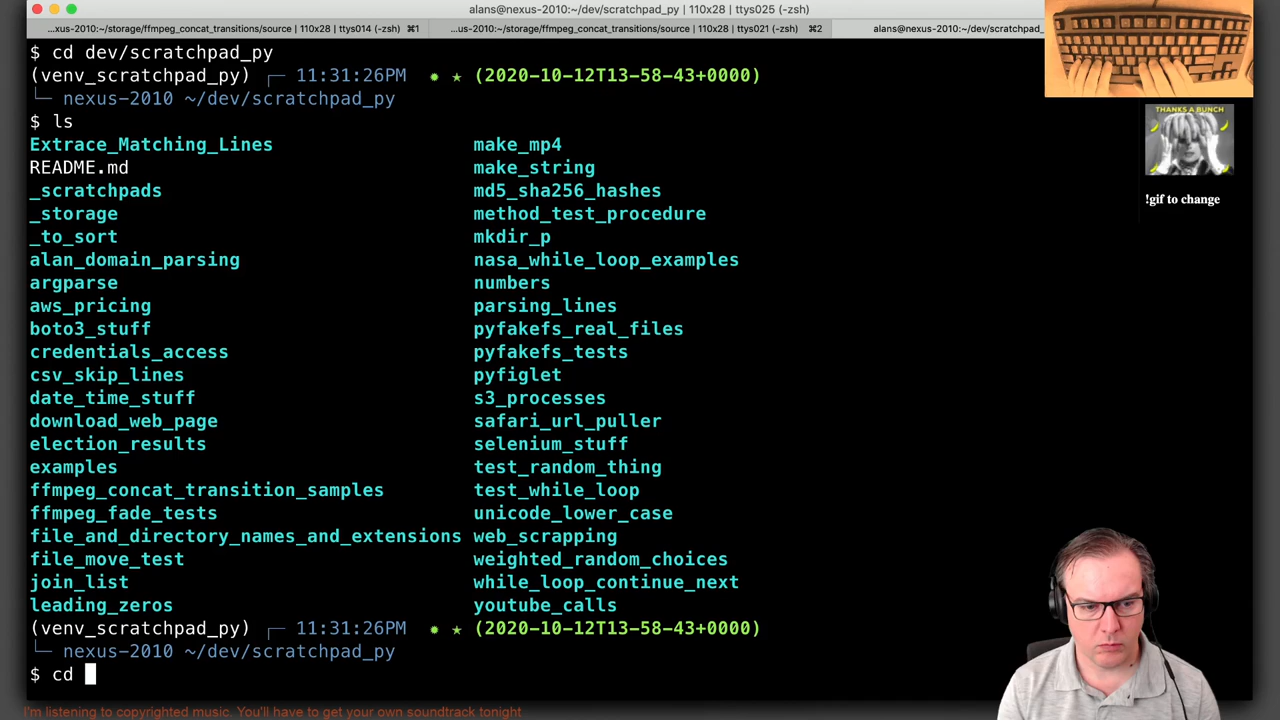 alans@nexus-2010:~/dev/scratchpad_py | 110x28 | ttys025 (-zsh)
...xus-2010:~/storage/ffmpeg_concat_transitions/source | 110x28 | ttys014 (-zsh) ⌘1
...us-2010:~/storage/ffmpeg_concat_transitions/source | 110x28 | ttys021 (-zsh) ⌘2
alans@nexus-2010:~/dev/scratchpad_
$ cd dev/scratchpad_py
(venv_scratchpad_py) ┌─ 11:31:26PM ✹ ★ (2020-10-12T13-58-43+0000)
└─ nexus-2010 ~/dev/scratchpad_py
$ ls
Extrace_Matching_Lines make_mp4
README.md make_string
_scratchpads md5_sha256_hashes
_storage method_test_procedure
_to_sort mkdir_p
alan_domain_parsing nasa_while_loop_examples
argparse numbers
aws_pricing parsing_lines
boto3_stuff pyfakefs_real_files
credentials_access pyfakefs_tests
csv_skip_lines pyfiglet
date_time_stuff s3_processes
download_web_page safari_url_puller
election_results selenium_stuff
examples test_random_thing
ffmpeg_concat_transition_samples test_while_loop
ffmpeg_fade_tests unicode_lower_case
file_and_directory_names_and_extensions web_scrapping
file_move_test weighted_random_choices
join_list while_loop_continue_next
leading_zeros youtube_calls
(venv_scratchpad_py) ┌─ 11:31:26PM ✹ ★ (2020-10-12T13-58-43+0000)
└─ nexus-2010 ~/dev/scratchpad_py
$ cd
THANKS A BUNCH
!gif to change
I'm listening to copyrighted music. You'll have to get your own soundtrack tonight